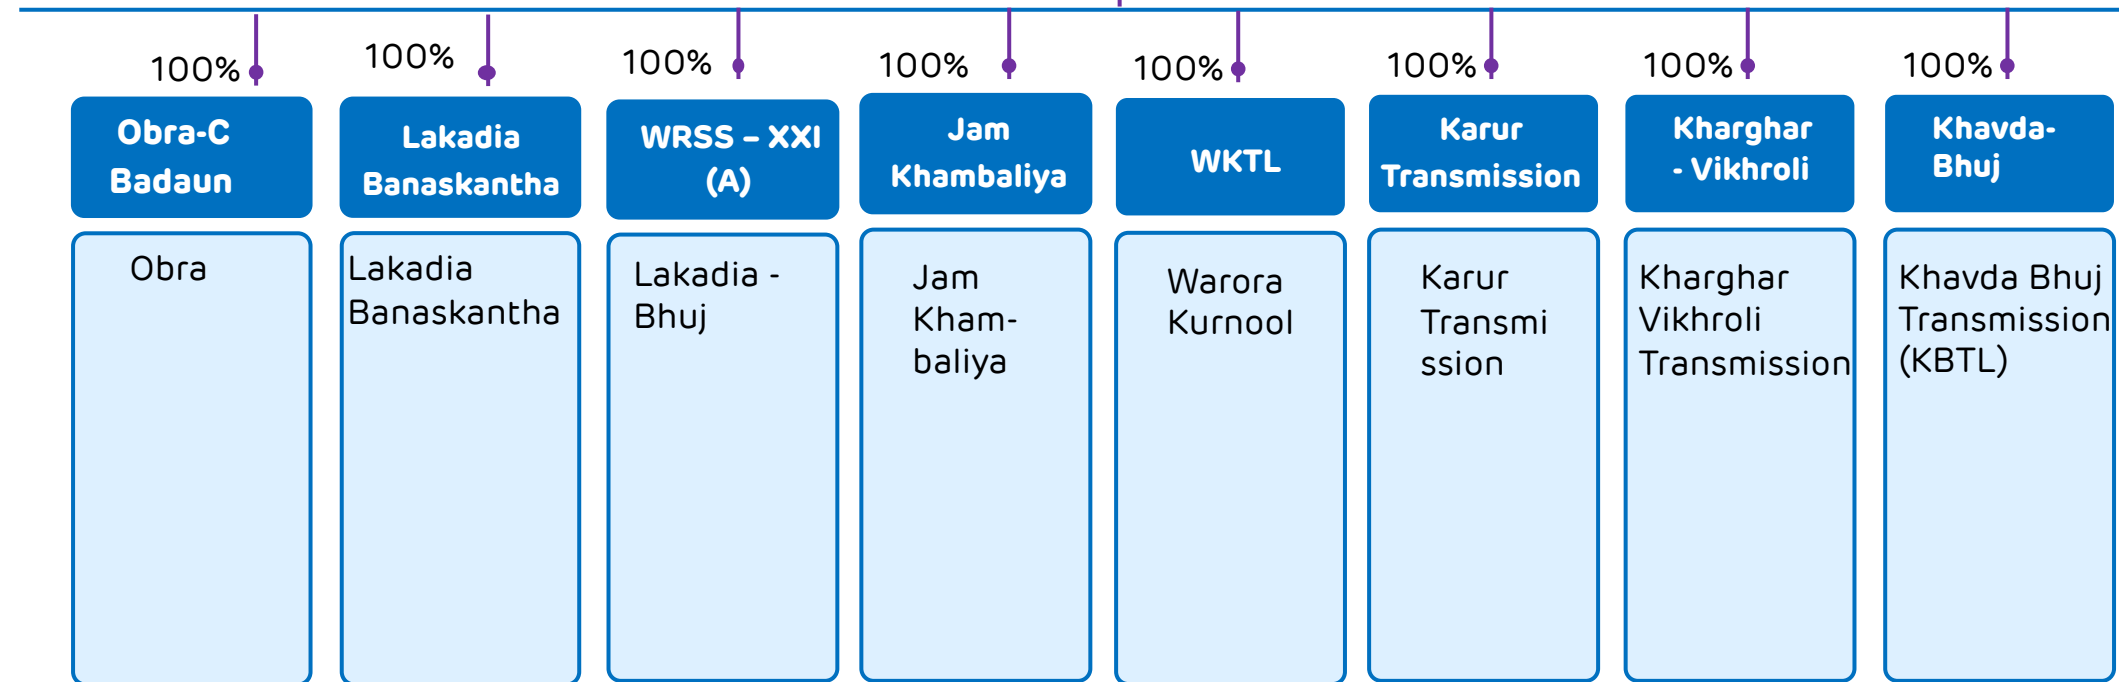 100%
100%
100%
100%
100%
100%
100%
100%
Obra-C
Badaun
Lakadia
Banaskantha
WRSS – XXI
(A)
Jam
Khambaliya
WKTL
Karur
Transmission
Kharghar
- Vikhroli
Khavda-
Bhuj
Obra
Lakadia
Banaskantha
Lakadia -
Bhuj
Jam
Kham-
baliya
Warora
Kurnool
Karur
Transmi
ssion
Kharghar
Vikhroli
Transmission
Khavda Bhuj
Transmission
(KBTL)